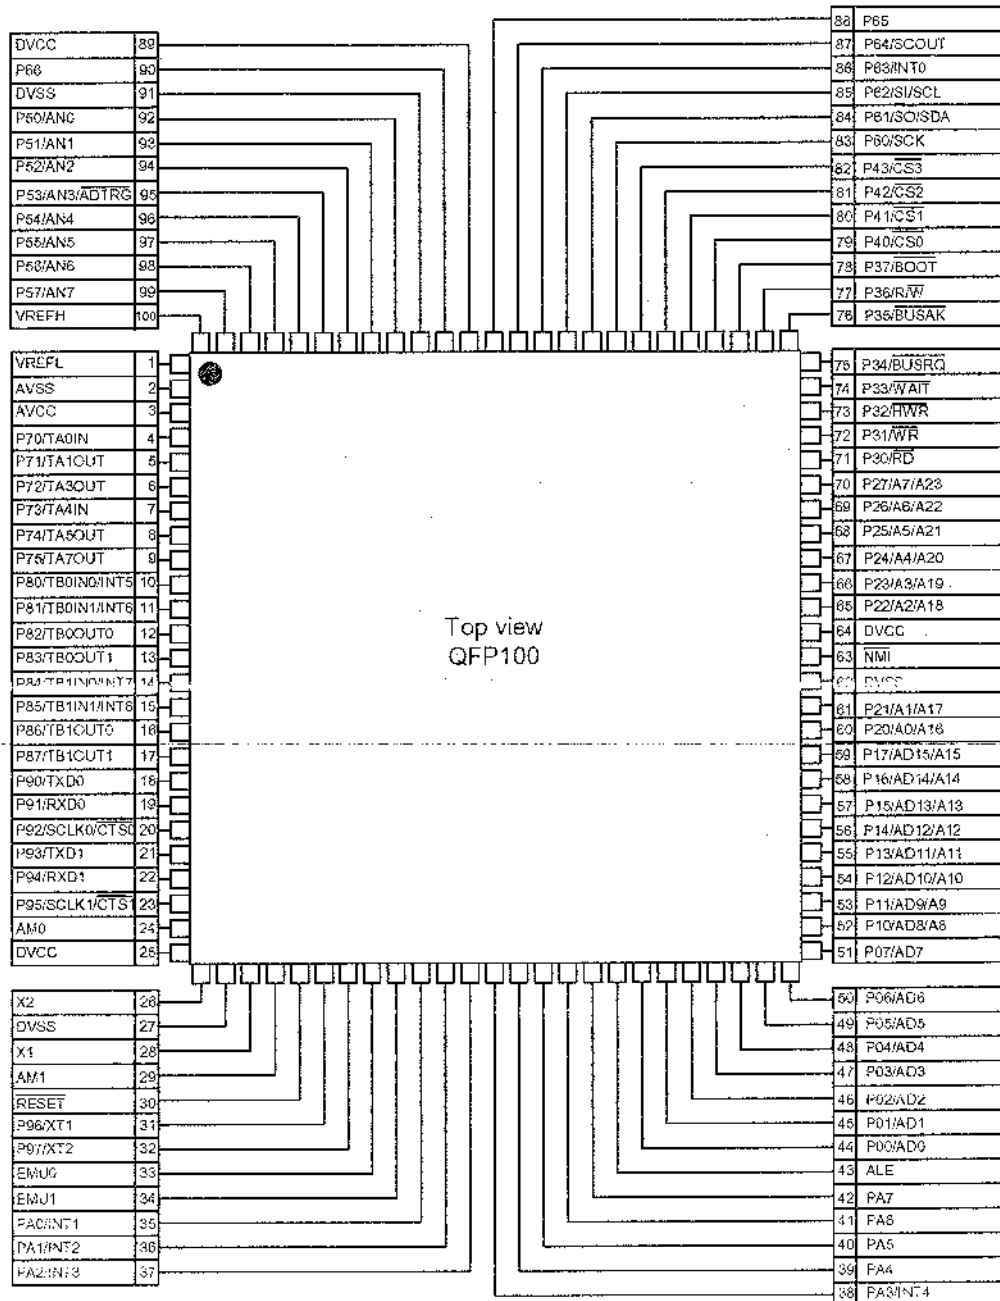 DVCC 89
P66 90
DVSS 91
P50/AN0 92
P51/AN1 93
P52/AN2 94
P53/AN3/ADTRG 95
P54/AN4 96
P55/AN5 97
P56/AN6 98
P57/AN7 99
VREFH 100
88 P65
87 P64/SCOUT
86 P63/INT0
85 P62/SI/SCL
84 P61/SO/SDA
83 P60/SCK
82 P43/CS3
81 P42/CS2
80 P41/CS1
79 P40/CS0
78 P37/BOOT
77 P36/R/W
76 P35/BUSAK
VREFL 1
AVSS 2
AVCC 3
P70/TA0IN 4
P71/TA1OUT 5
P72/TA3OUT 6
P73/TA4IN 7
P74/TA5OUT 8
P75/TA7OUT 9
P80/TB0IN0/INT5 10
P81/TB0IN1/INT6 11
P82/TB0OUT0 12
P83/TB0OUT1 13
P84/TB1IN0/INT7 14
P85/TB1IN1/INT8 15
P86/TB1OUT0 16
P87/TB1OUT1 17
P90/TXD0 18
P91/RXD0 19
P92/SCLK0/CTS0 20
P93/TXD1 21
P94/RXD1 22
P95/SCLK1/CTS1 23
AM0 24
DVCC 25
Top view
QFP100
75 P34/BUSRQ
74 P33/WAIT
73 P32/HWR
72 P31/WR
71 P30/RD
70 P27/A7/A23
69 P26/A6/A22
68 P25/A5/A21
67 P24/A4/A20
66 P23/A3/A19
65 P22/A2/A18
64 DVCC
63 NMI
62 DVSS
61 P21/A1/A17
60 P20/A0/A16
59 P17/AD15/A15
58 P16/AD14/A14
57 P15/AD13/A13
56 P14/AD12/A12
55 P13/AD11/A11
54 P12/AD10/A10
53 P11/AD9/A9
52 P10/AD8/A8
51 P07/AD7
X2 26
DVSS 27
X1 28
AM1 29
RESET 30
P96/XT1 31
P97/XT2 32
EMU0 33
EMU1 34
PA0/INT1 35
PA1/INT2 36
PA2/INT3 37
50 P06/AD6
49 P05/AD5
48 P04/AD4
47 P03/AD3
46 P02/AD2
45 P01/AD1
44 P00/AD0
43 ALE
42 PA7
41 PA6
40 PA5
39 PA4
38 PA3/INT4